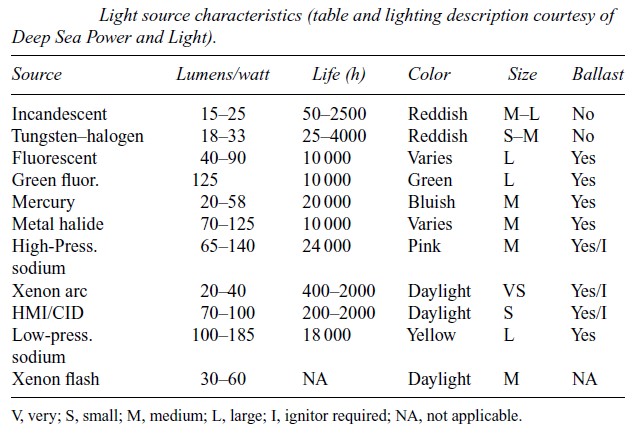 Light source characteristics (table and lighting description courtesy of
Deep Sea Power and Light).
Source Lumens/watt Life (h) Color Size Ballast
Incandescent 15–25 50–2500 Reddish M–L No
Tungsten–halogen 18–33 25–4000 Reddish S–M No
Fluorescent 40–90 10 000 Varies L Yes
Green fluor. 125 10 000 Green L Yes
Mercury 20–58 20 000 Bluish M Yes
Metal halide 70–125 10 000 Varies M Yes
High-Press. 65–140 24 000 Pink M Yes/I
sodium
Xenon arc 20–40 400–2000 Daylight VS Yes/I
HMI/CID 70–100 200–2000 Daylight S Yes/I
Low-press. 100–185 18 000 Yellow L Yes
sodium
Xenon flash 30–60 NA Daylight M NA
V, very; S, small; M, medium; L, large; I, ignitor required; NA, not applicable.